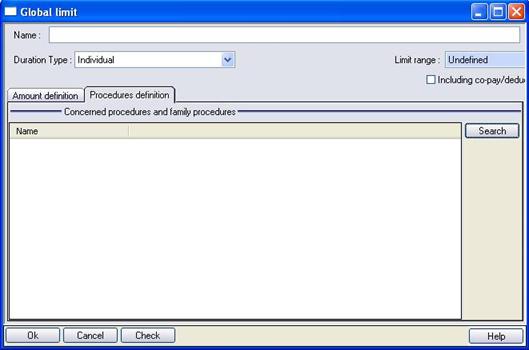 Global limit
Name :
Duration Type : Individual Limit range : Undefined
Including co-pay/deduc
Amount definition Procedures definition
Concerned procedures and family procedures
Name Search
Ok Cancel Check Help